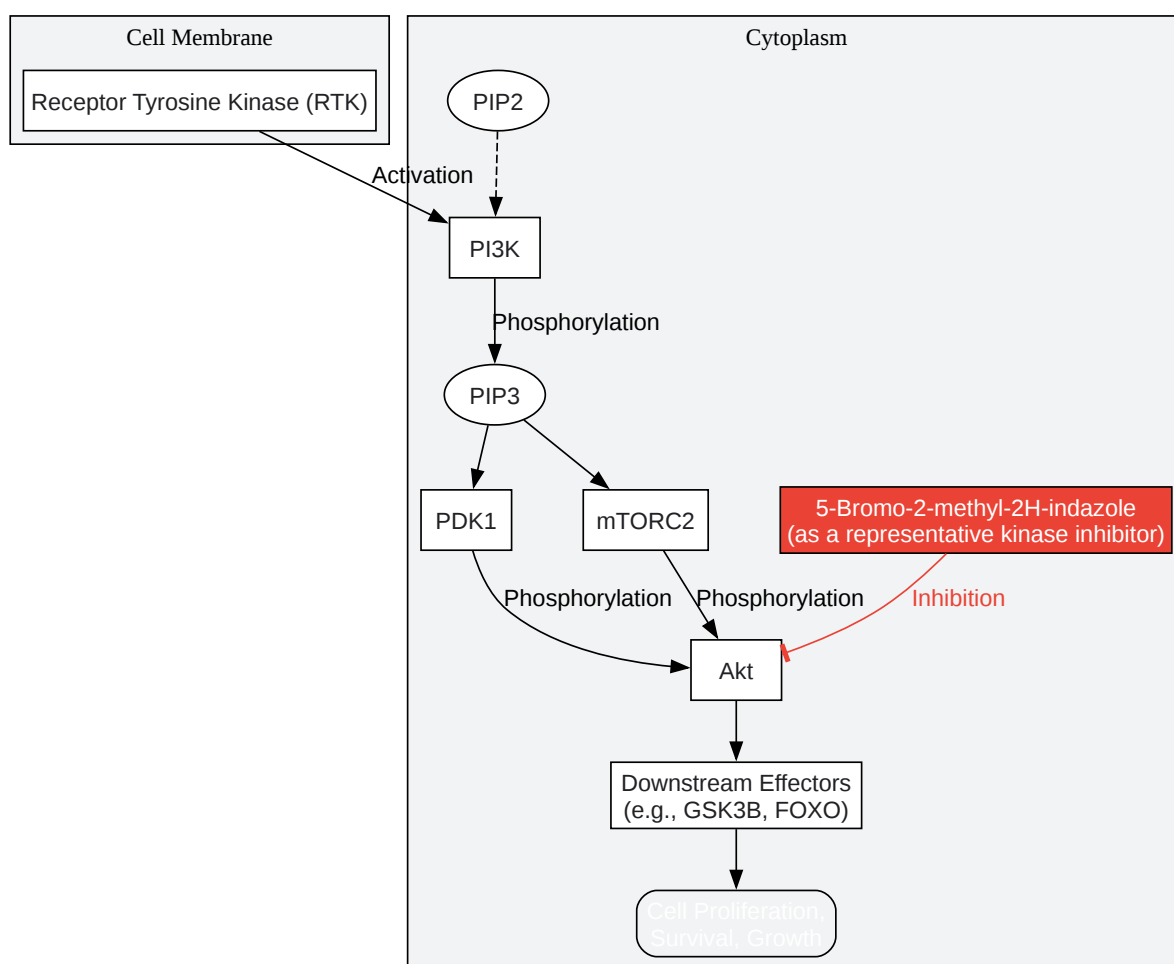 Cell Membrane
Cytoplasm
Receptor Tyrosine Kinase (RTK)
PIP2
Activation
PI3K
Phosphorylation
PIP3
PDK1
mTORC2
5-Bromo-2-methyl-2H-indazole
(as a representative kinase inhibitor)
Phosphorylation
Phosphorylation
Inhibition
Akt
Downstream Effectors
(e.g., GSK3B, FOXO)
Cell Proliferation,
Survival, Growth